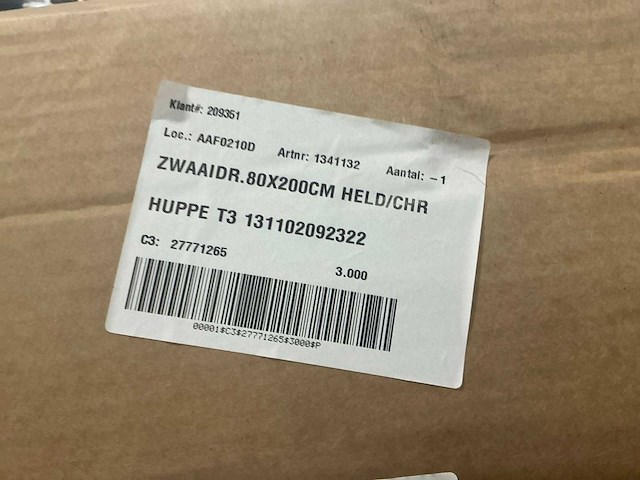 Klant#: 209351
Loc.: AAF0210D Artnr: 1341132 Aantal: -1
ZWAAIDR.80X200CM HELD/CHR
HUPPE T3 131102092322
C3: 27771265 3.000
00001$C3$27771265$3000$P